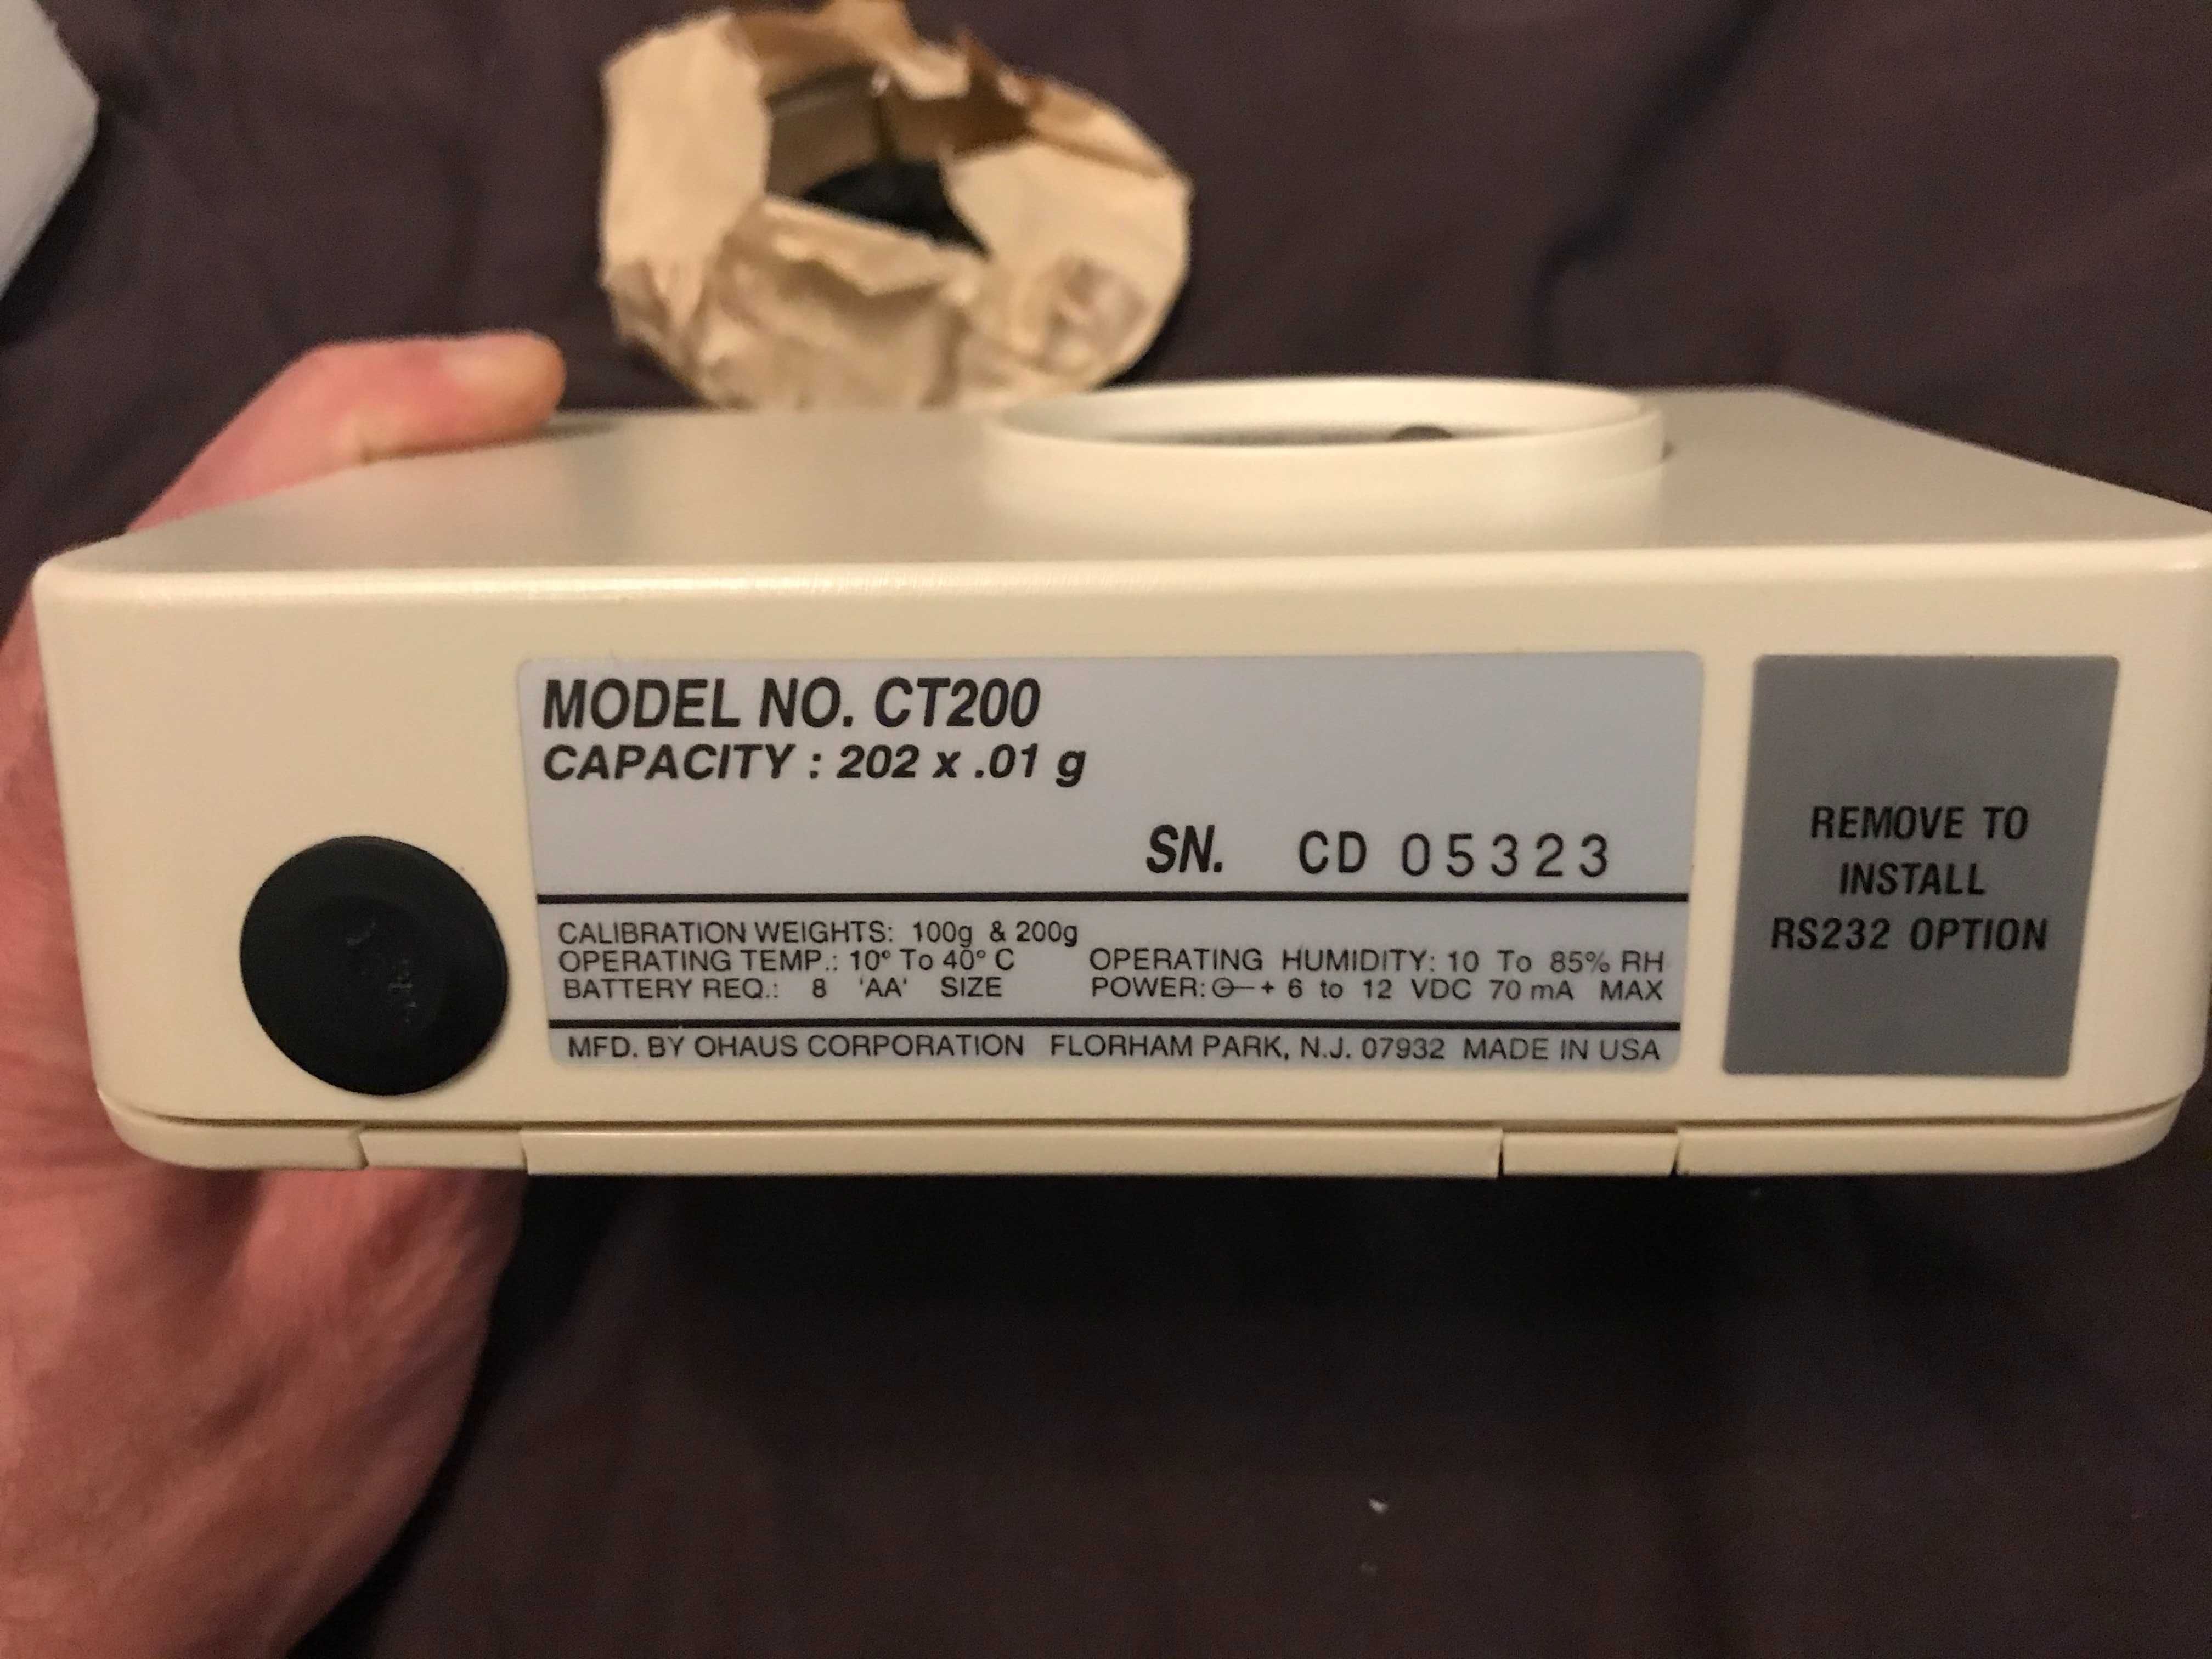 MODEL NO. CT200
CAPACITY : 202 x .01 g
SN. CD 05323
CALIBRATION WEIGHTS: 100g & 200g
OPERATING TEMP.: 10° To 40° C OPERATING HUMIDITY: 10 To 85% RH
BATTERY REQ.: 8 'AA' SIZE POWER: + 6 to 12 VDC 70 mA MAX
MFD. BY OHAUS CORPORATION FLORHAM PARK, N.J. 07932 MADE IN USA
REMOVE TO
INSTALL
RS232 OPTION